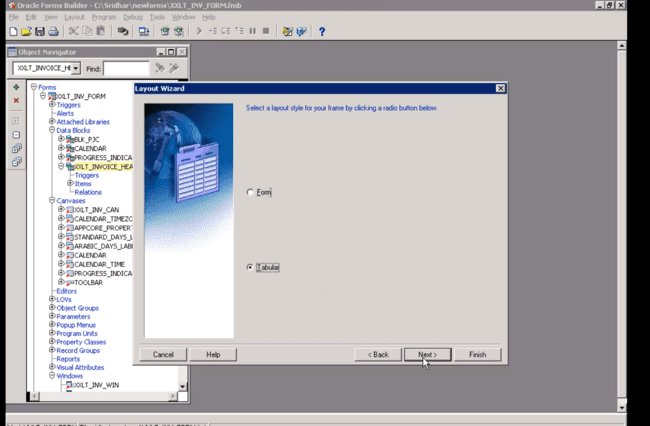 Oracle Forms Builder - C:\Sridhar\newforms\XXLT_INV_FORM.fmb
File Edit View Layout Program Debug Tools Window Help
Object Navigator
XXLT_INVOICE_HE
Find:
Layout Wizard
Select a layout style for your frame by clicking a radio button below.
Form
Tabular
Cancel
Help
< Back
Next >
Finish
Forms
XXLT_INV_FORM
Triggers
Alerts
Attached Libraries
Data Blocks
BLK_PJC
CALENDAR
PROGRESS_INDICA
XXLT_INVOICE_HEA
Triggers
Items
Relations
Canvases
XXLT_INV_CAN
CALENDAR_TIMEZO
APPCORE_PROPER
STANDARD_DAYS_L
ARABIC_DAYS_LABE
CALENDAR
CALENDAR_TIME
PROGRESS_INDICA
TOOLBAR
Editors
LOVs
Object Groups
Parameters
Popup Menus
Program Units
Property Classes
Record Groups
Reports
Visual Attributes
Windows
XXLT_INV_WIN